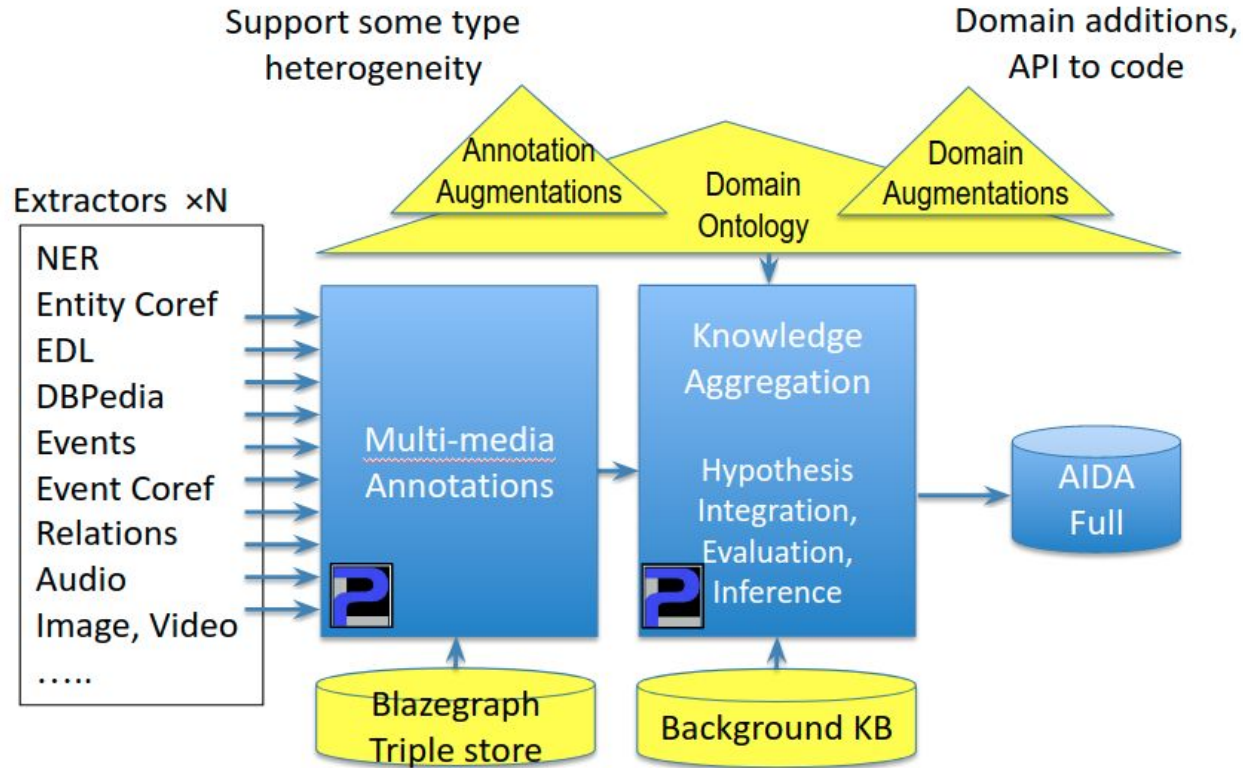 Support some type
heterogeneity
Domain additions,
API to code
Annotation
Augmentations
Domain
Ontology
Domain
Augmentations
Extractors ×N
NER
Entity Coref
EDL
DBPedia
Events
Event Coref
Relations
Audio
Image, Video
.....
Multi-media
Annotations
Knowledge
Aggregation
Hypothesis
Integration,
Evaluation,
Inference
AIDA
Full
Blazegraph
Triple store
Background KB